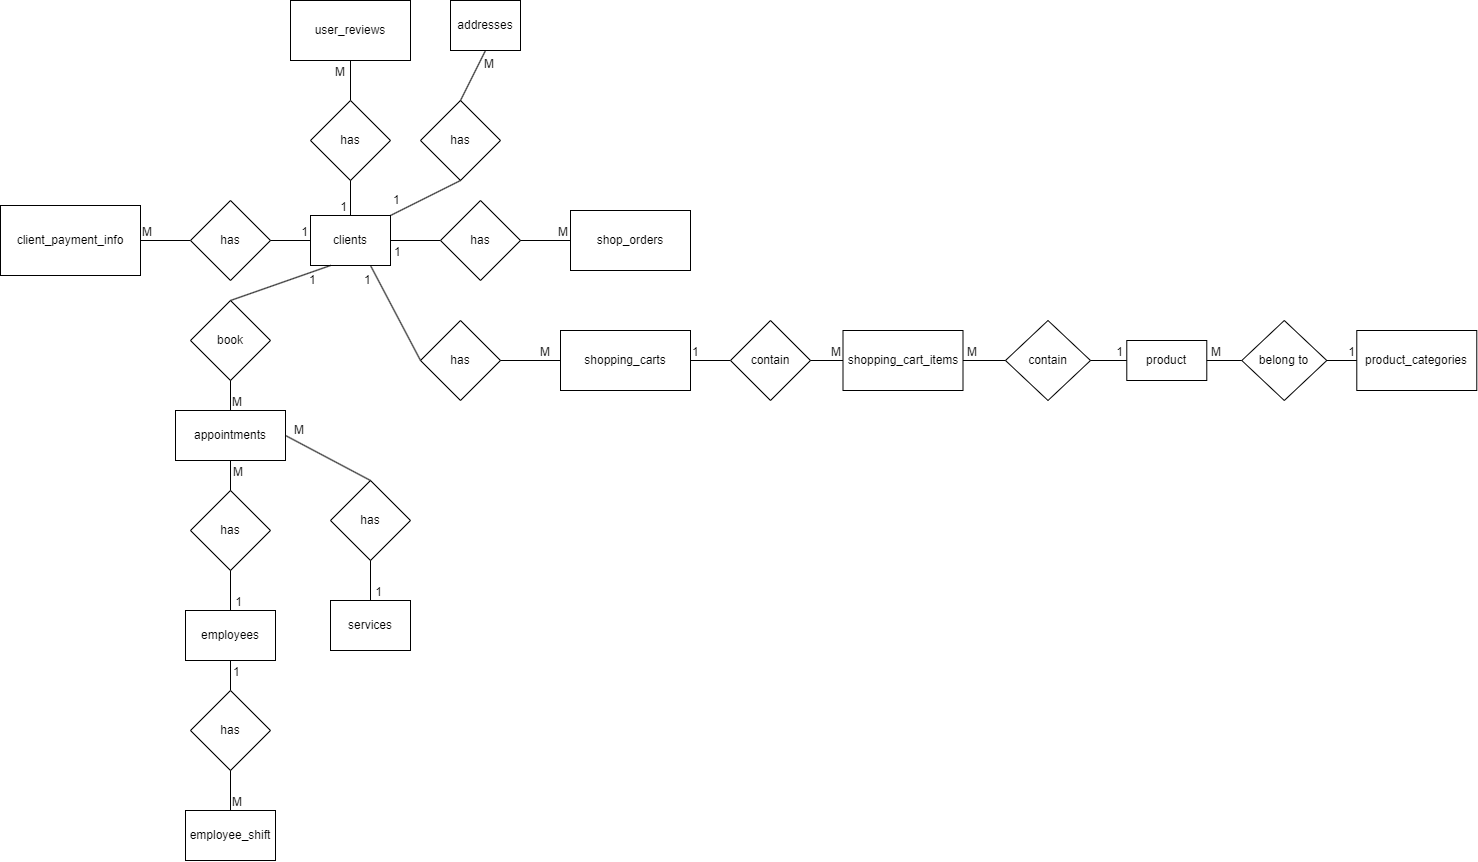 user_reviews
addresses
M
M
has
has
1
1
client_payment_info
M
has
1
clients
1
has
M
shop_orders
1
1
book
has
M
shopping_carts
1
contain
M
shopping_cart_items
M
contain
1
product
M
belong to
1
product_categories
M
appointments
M
M
has
has
1
services
1
employees
1
has
M
employee_shift